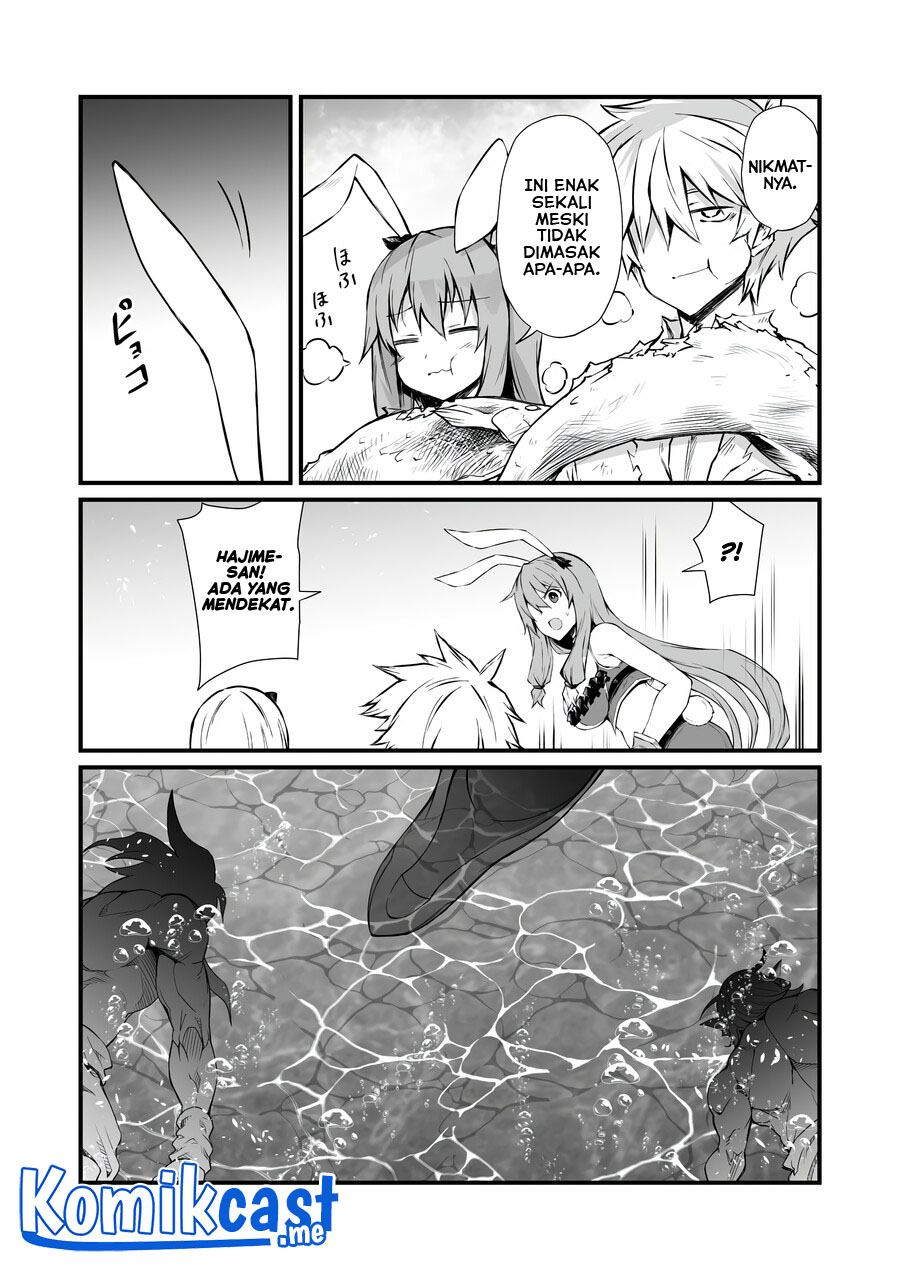 NIKMAT-
NYA.
INI ENAK
SEKALI
MESKI
TIDAK
DIMASAK
APA-APA.
ほふ
ほふ
ピョコ
?!
HAJIME-
SAN!
ADA YANG
MENDEKAT.
Komikcast
.me